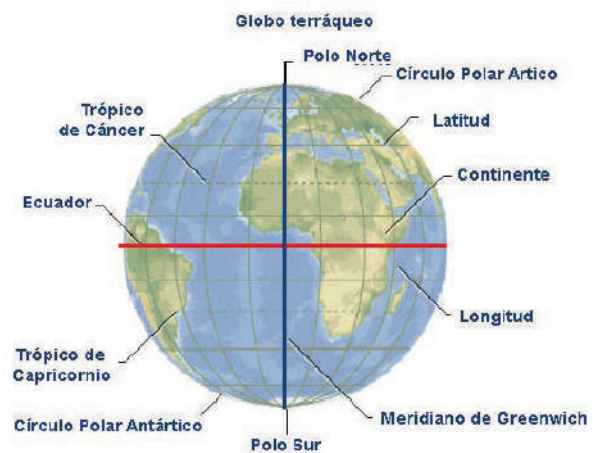 Globo terráqueo
Polo Norte
Círculo Polar Artico
Trópico
de Cáncer
Latitud
Continente
Ecuador
Longitud
Trópico de
Capricornio
Círculo Polar Antártico
Meridiano de Greenwich
Polo Sur